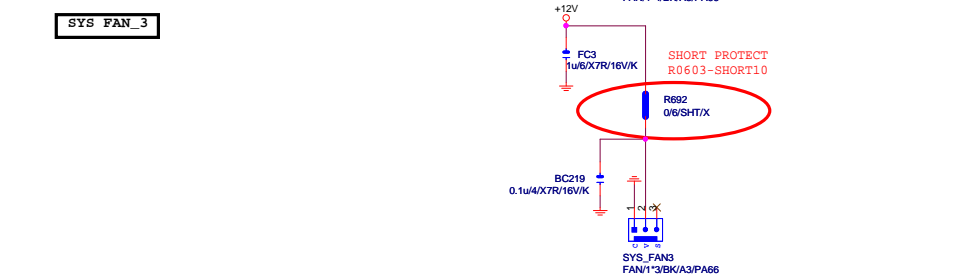 SYS FAN_3
+12V
FC3
1u/6/X7R/16V/K
SHORT PROTECT
R0603-SHORT10
R692
0/6/SHT/X
BC219
0.1u/4/X7R/16V/K
1 2 3
C V S
SYS_FAN3
FAN/1*3/BK/A3/PA66